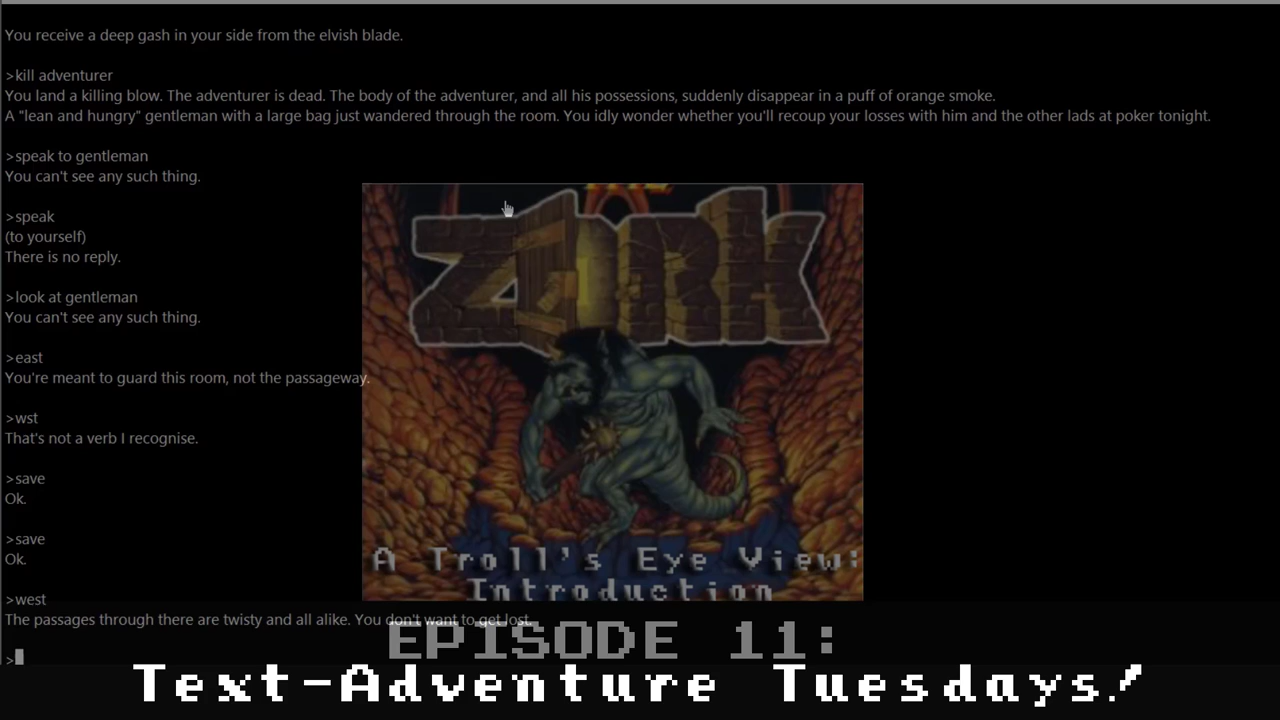 You receive a deep gash in your side from the elvish blade.
>kill adventurer
You land a killing blow. The adventurer is dead. The body of the adventurer, and all his possessions, suddenly disappear in a puff of orange smoke.
A "lean and hungry" gentleman with a large bag just wandered through the room. You idly wonder whether you'll recoup your losses with him and the other lads at poker tonight.
>speak to gentleman
You can't see any such thing.
>speak
(to yourself)
There is no reply.
>look at gentleman
You can't see any such thing.
>east
You're meant to guard this room, not the passageway.
>wst
That's not a verb I recognise.
>save
Ok.
>save
Ok.
>west
The passages through there are twisty and all alike. You don't want to get lost.
>
ZORK
A Troll's Eye View:
Introduction
EPISODE 11:
Text-Adventure Tuesdays!